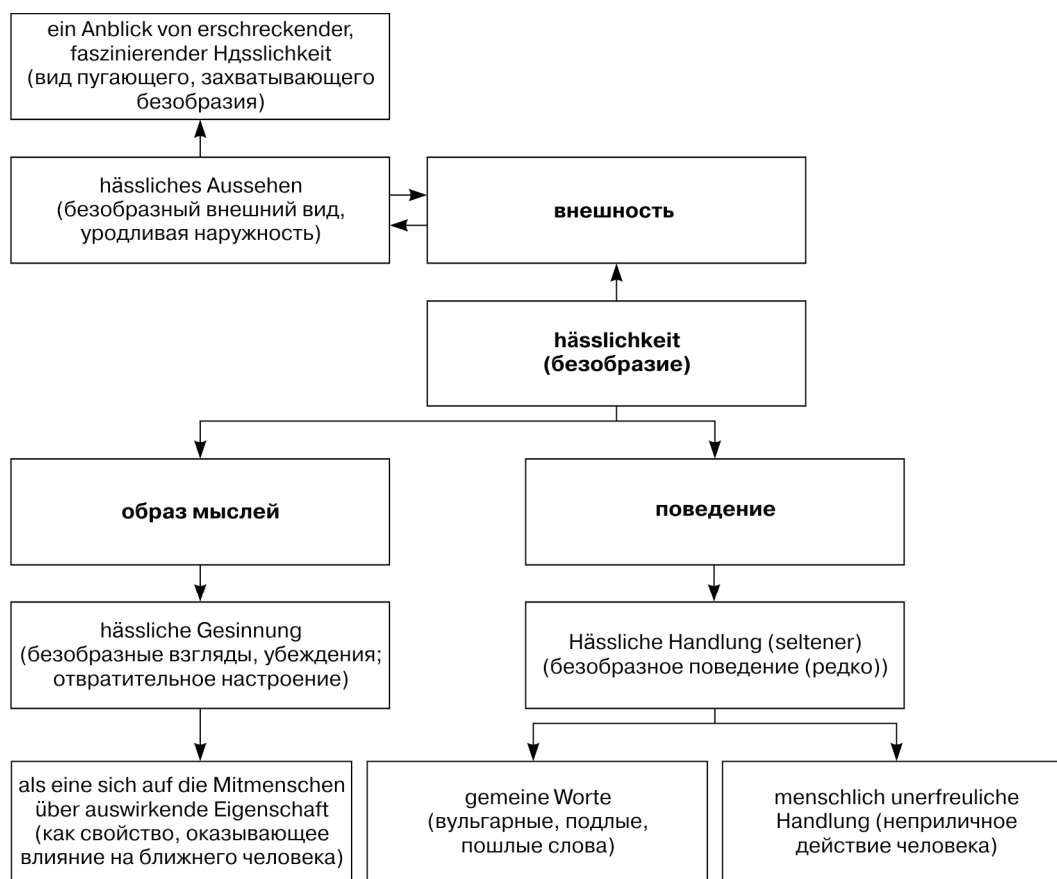 ein Anblick von erschreckender,
faszinierender Hдsslichkeit
(вид пугающего, захватывающего
безобразия)
hässliches Aussehen
(безобразный внешний вид,
уродливая наружность)
внешность
hässlichkeit
(безобразие)
образ мыслей
поведение
hässliche Gesinnung
(безобразные взгляды, убеждения;
отвратительное настроение)
Hässliche Handlung (seltener)
(безобразное поведение (редко))
als eine sich auf die Mitmenschen
über auswirkende Eigenschaft
(как свойство, оказывающее
влияние на ближнего человека)
gemeine Worte
(вульгарные, подлые,
пошлые слова)
menschlich unerfreuliche
Handlung (неприличное
действие человека)